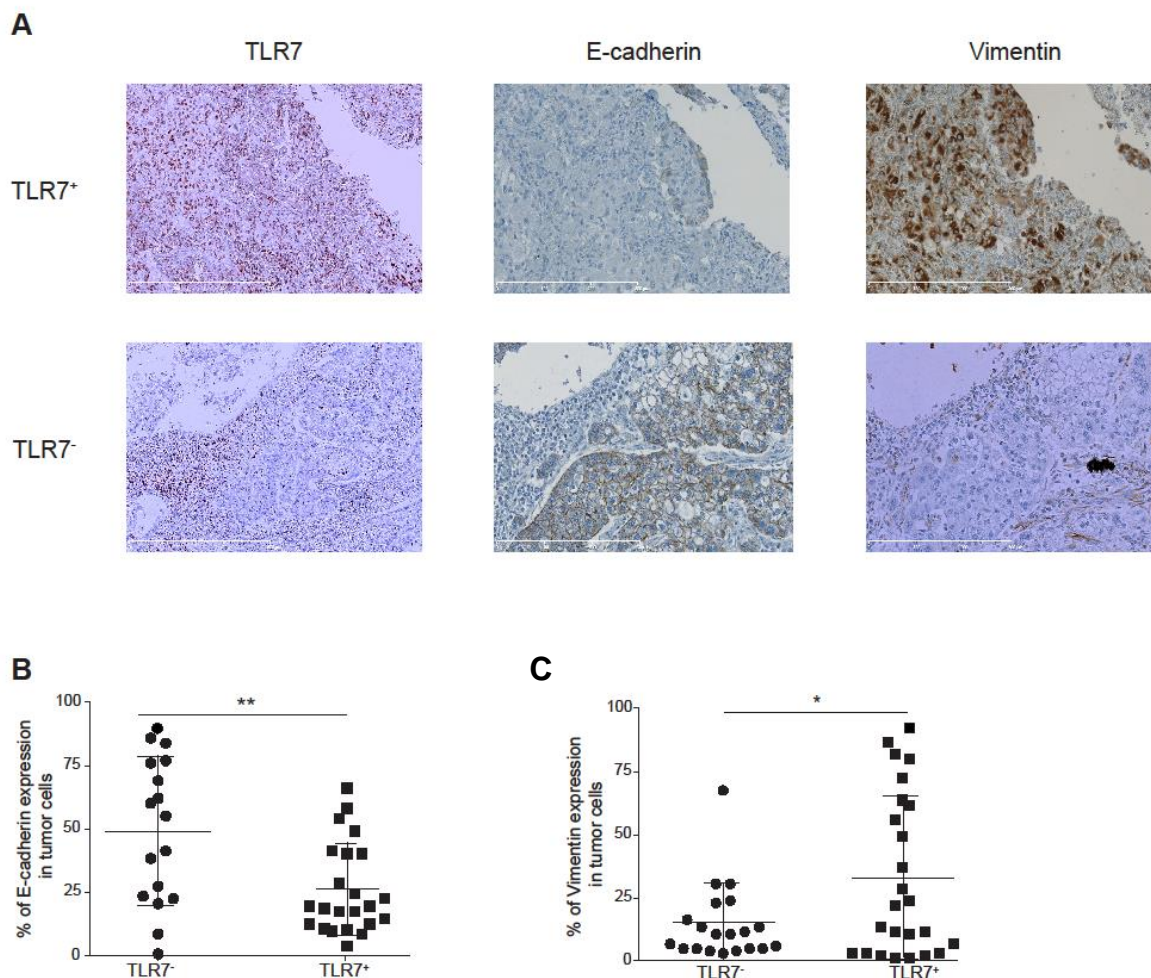 A
TLR7 E-cadherin Vimentin
TLR7⁺
TLR7⁻
B
**
100
75
50
25
0
% of E-cadherin expression
in tumor cells
TLR7⁻ TLR7⁺
C
*
100
75
50
25
0
% of Vimentin expression
in tumor cells
TLR7⁻ TLR7⁺